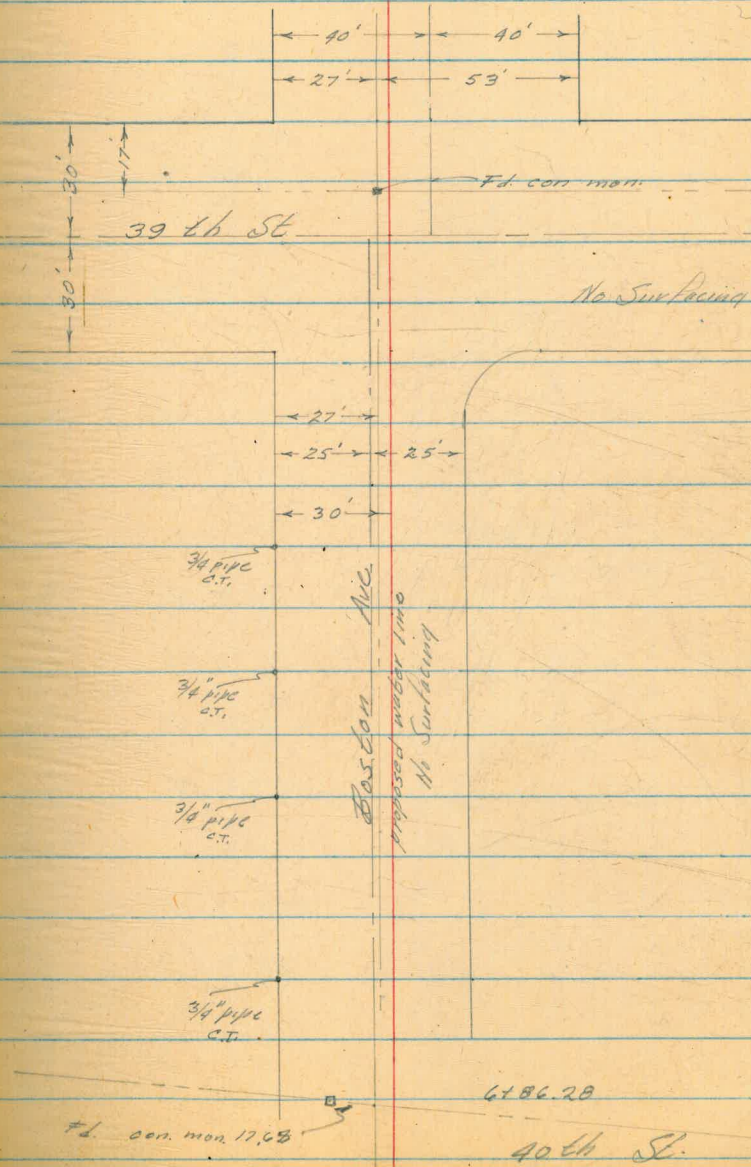 40' 40'
27' 53'
30' 17'
Fd. con mon.
39 th St
30'
No Surfacing
27'
25' 25'
30'
3/4 pipe
C.T.
3/4" pipe
C.T.
Boston Ave.
proposed water line
No Surfacing
3/4" pipe
C.T.
3/4" pipe
C.T.
6+86.28
Fd. con. mon. 17.68
40th St.